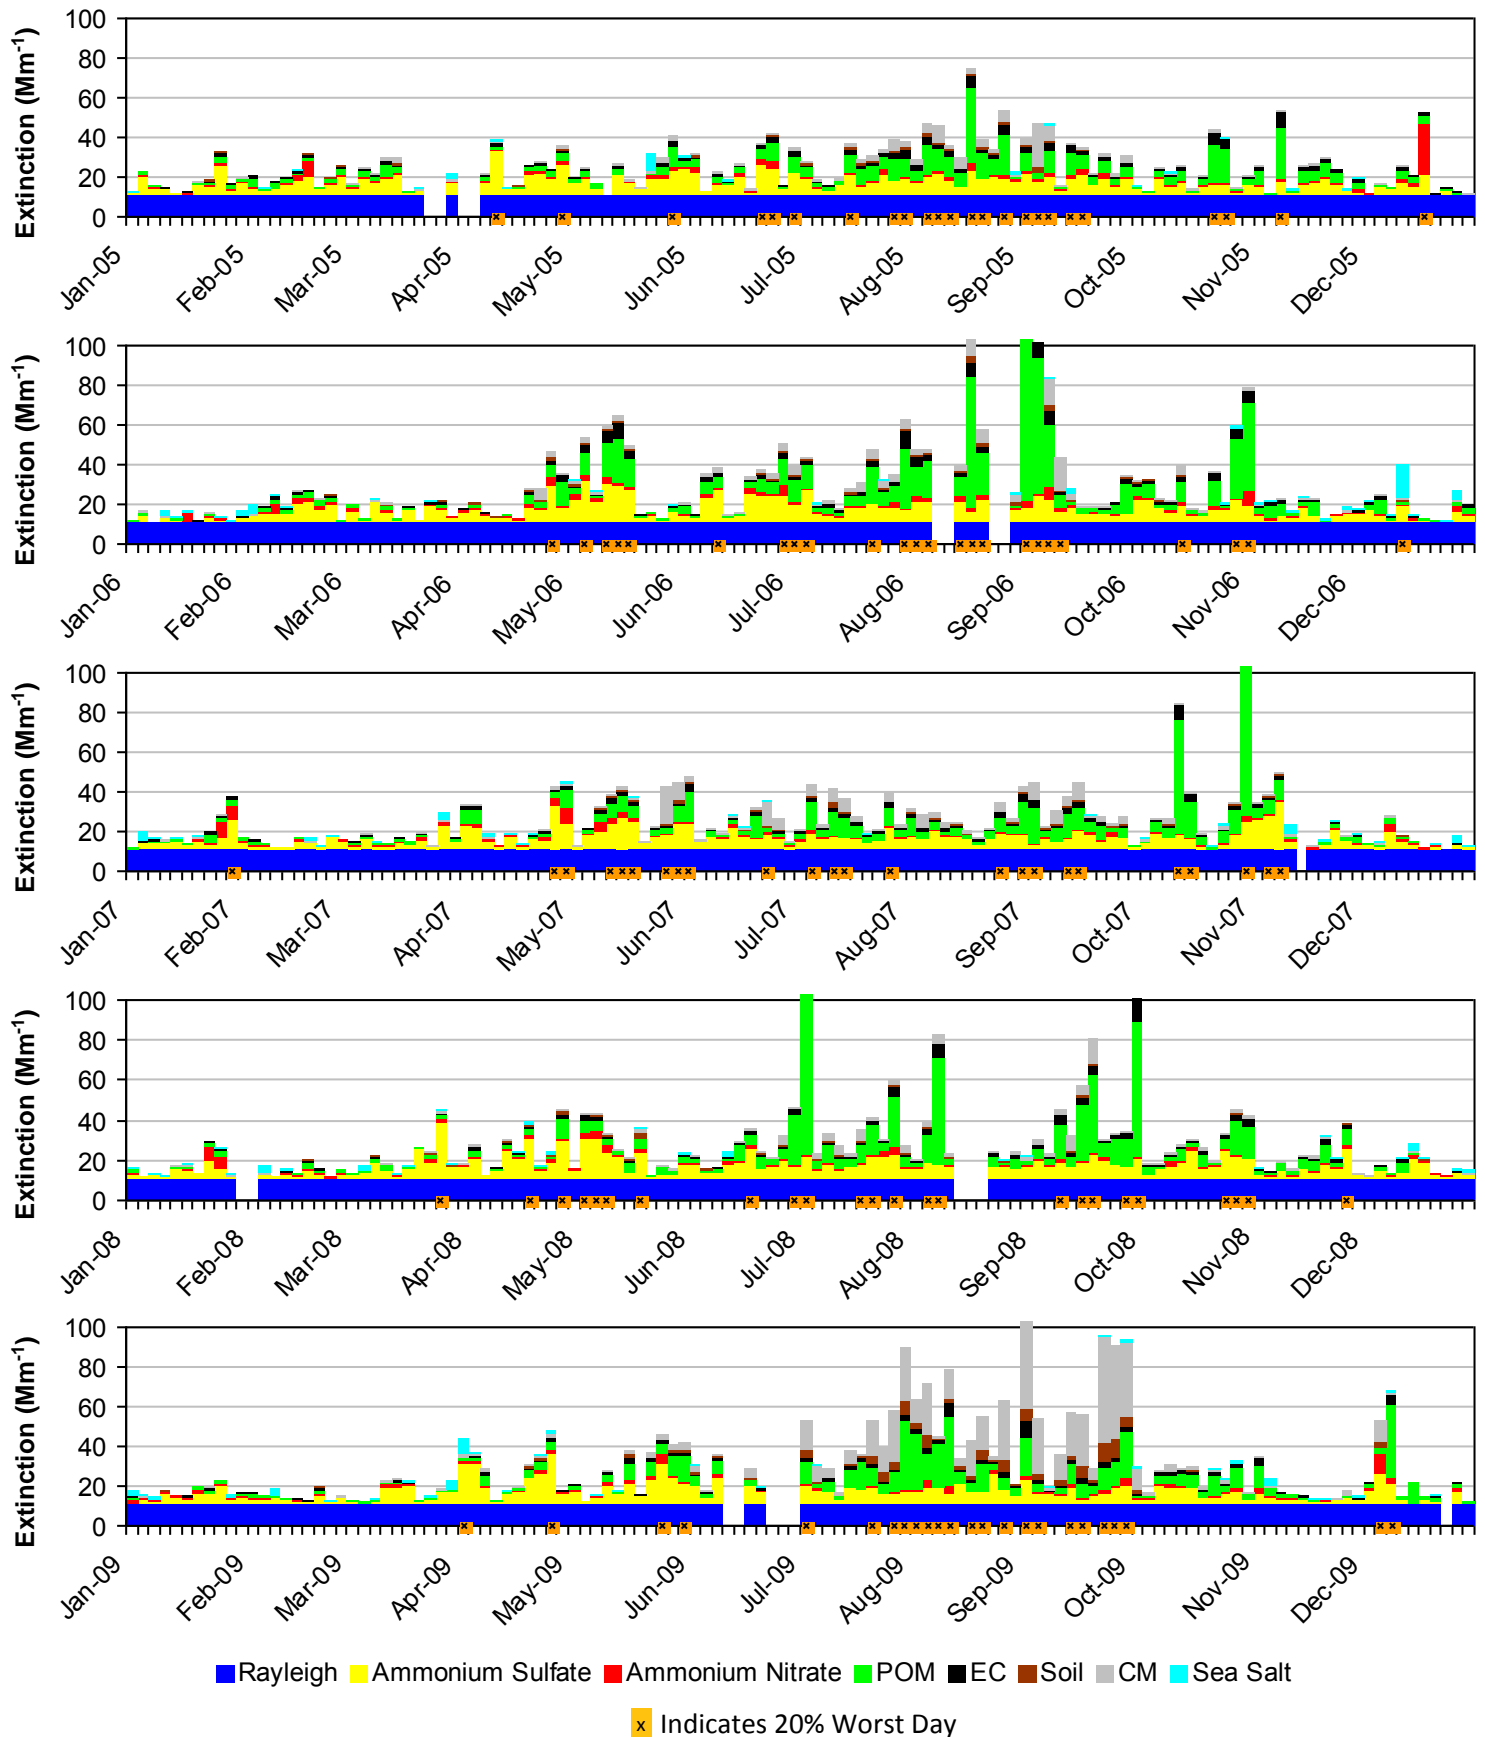 Extinction (Mm⁻¹)
100
80
60
40
20
0
Jan-05 Feb-05 Mar-05 Apr-05 May-05 Jun-05 Jul-05 Aug-05 Sep-05 Oct-05 Nov-05 Dec-05
Extinction (Mm⁻¹)
100
80
60
40
20
0
Jan-06 Feb-06 Mar-06 Apr-06 May-06 Jun-06 Jul-06 Aug-06 Sep-06 Oct-06 Nov-06 Dec-06
Extinction (Mm⁻¹)
100
80
60
40
20
0
Jan-07 Feb-07 Mar-07 Apr-07 May-07 Jun-07 Jul-07 Aug-07 Sep-07 Oct-07 Nov-07 Dec-07
Extinction (Mm⁻¹)
100
80
60
40
20
0
Jan-08 Feb-08 Mar-08 Apr-08 May-08 Jun-08 Jul-08 Aug-08 Sep-08 Oct-08 Nov-08 Dec-08
Extinction (Mm⁻¹)
100
80
60
40
20
0
Jan-09 Feb-09 Mar-09 Apr-09 May-09 Jun-09 Jul-09 Aug-09 Sep-09 Oct-09 Nov-09 Dec-09
Rayleigh Ammonium Sulfate Ammonium Nitrate POM EC Soil CM Sea Salt
x Indicates 20% Worst Day